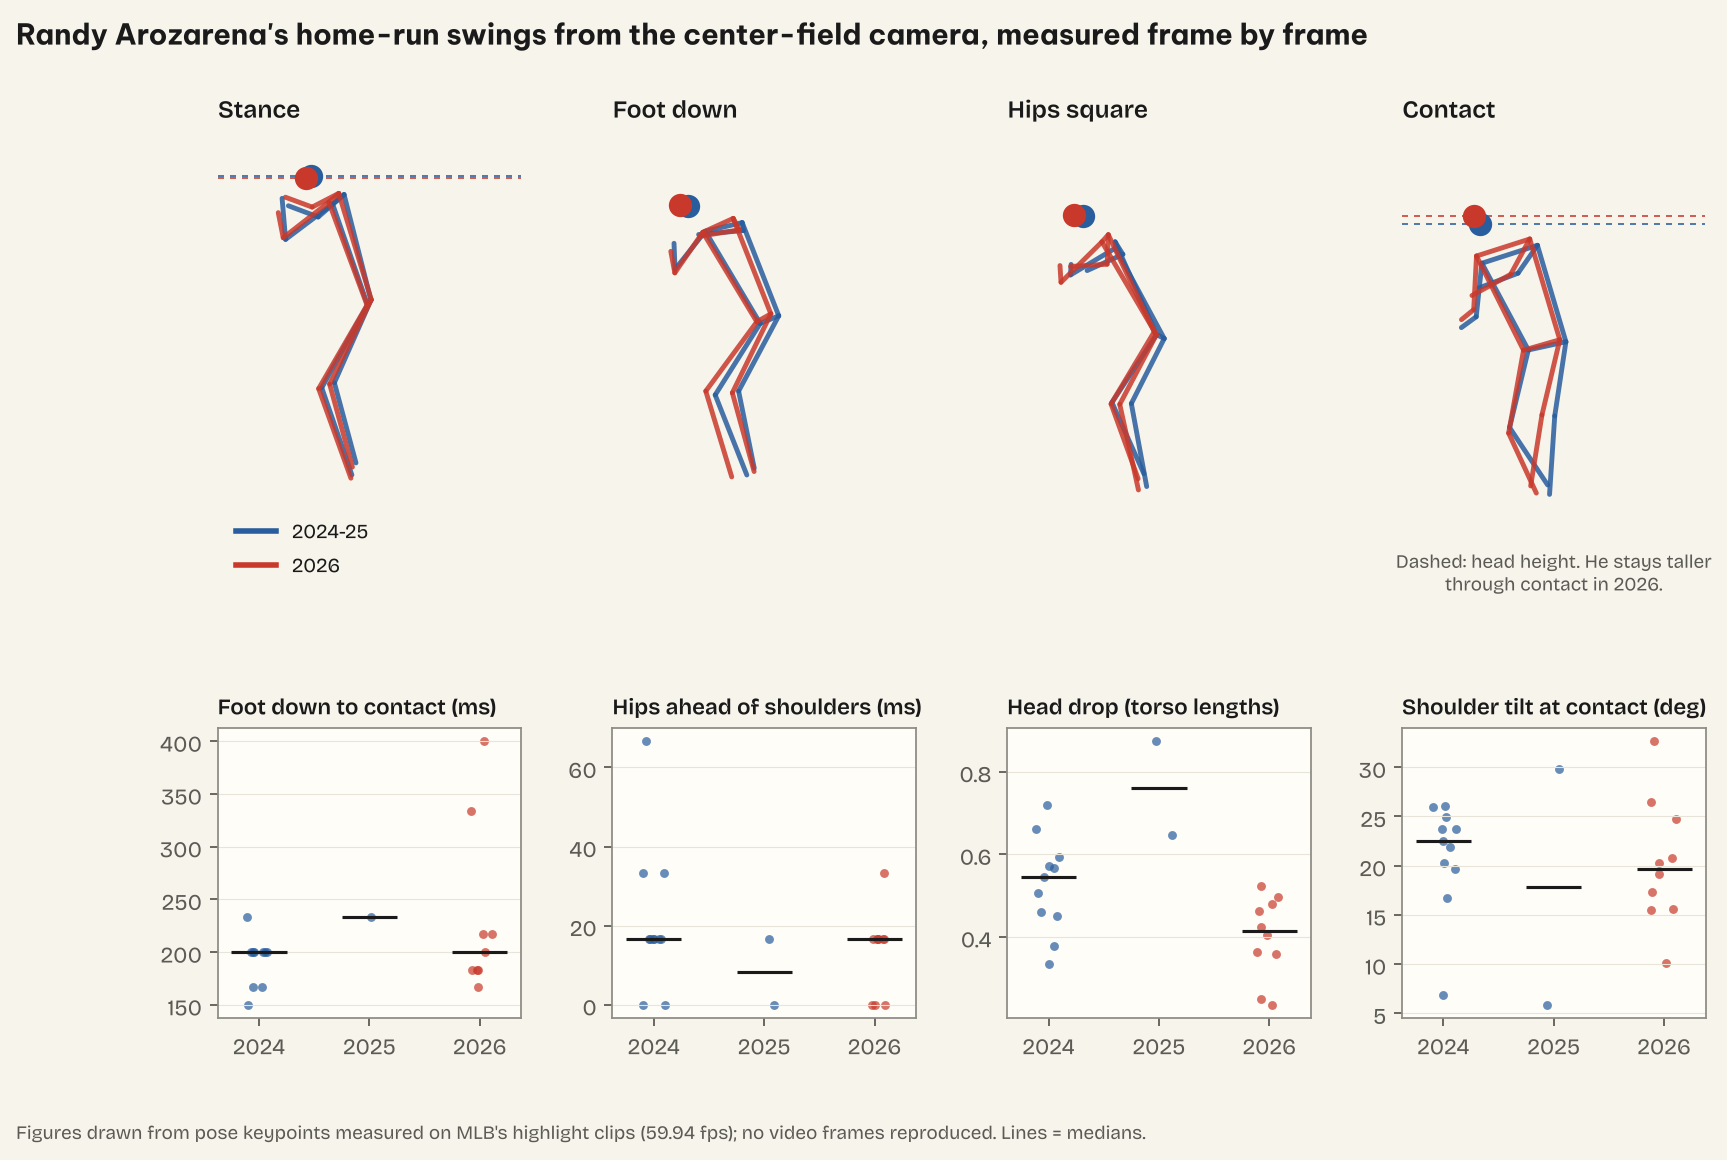 Randy Arozarena's home-run swings from the center-field camera, measured frame by frame
Stance
Foot down
Hips square
Contact
2024-25
2026
Dashed: head height. He stays taller
through contact in 2026.
Foot down to contact (ms)
400
350
300
250
200
150
2024
2025
2026
Hips ahead of shoulders (ms)
60
40
20
0
2024
2025
2026
Head drop (torso lengths)
0.8
0.6
0.4
2024
2025
2026
Shoulder tilt at contact (deg)
30
25
20
15
10
5
2024
2025
2026
Figures drawn from pose keypoints measured on MLB's highlight clips (59.94 fps); no video frames reproduced. Lines = medians.